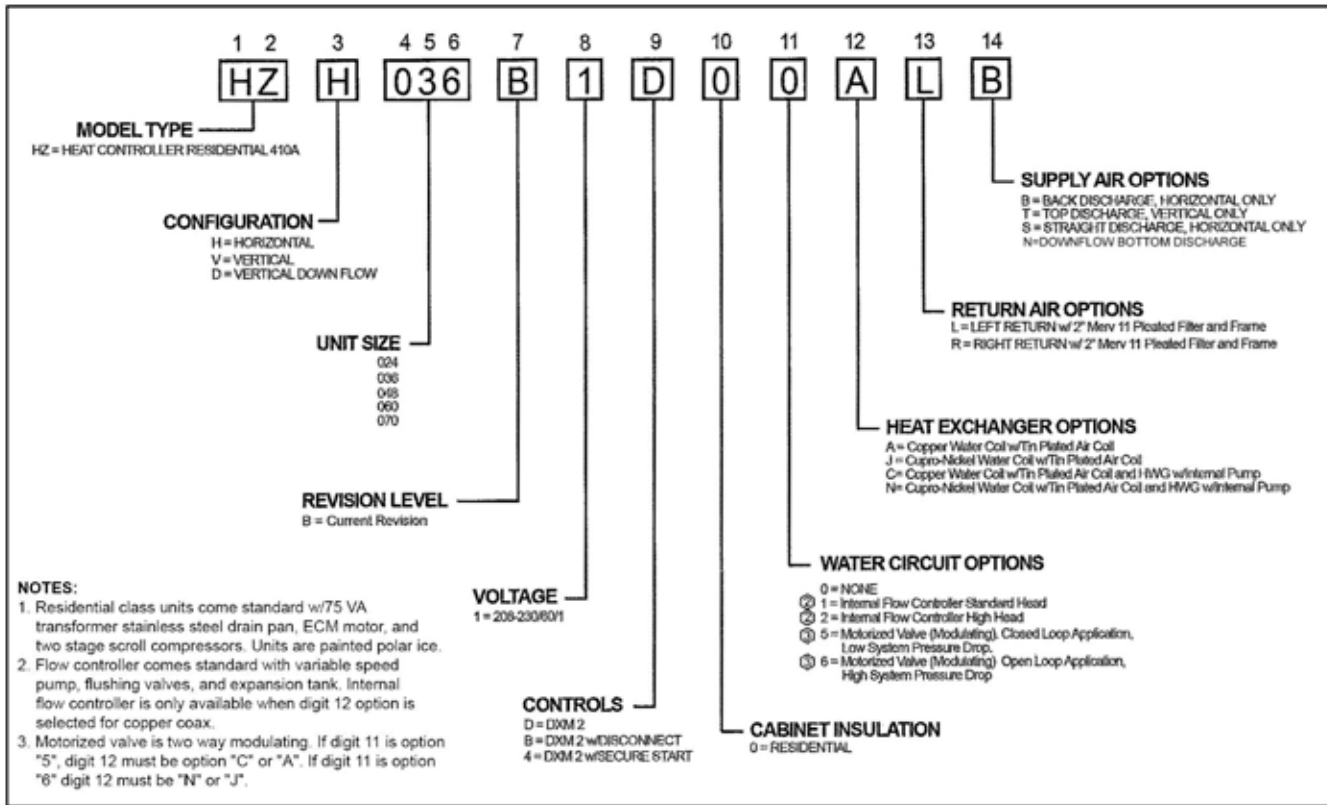 1 2 3 4 5 6 7 8 9 10 11 12 13 14
HZ H 036 B 1 D 0 0 A L B
MODEL TYPE
HZ = HEAT CONTROLLER RESIDENTIAL 410A
CONFIGURATION
H = HORIZONTAL
V = VERTICAL
D = VERTICAL DOWN FLOW
UNIT SIZE
024
036
048
060
070
REVISION LEVEL
B = Current Revision
VOLTAGE
1 = 208-230/60/1
CONTROLS
D = DXM 2
B = DXM 2 w/DISCONNECT
4 = DXM 2 w/SECURE START
CABINET INSULATION
0 = RESIDENTIAL
WATER CIRCUIT OPTIONS
0 = NONE
② 1 = Internal Flow Controller Standard Head
② 2 = Internal Flow Controller High Head
③ 5 = Motorized Valve (Modulating). Closed Loop Application,
Low System Pressure Drop.
③ 6 = Motorized Valve (Modulating) Open Loop Application,
High System Pressure Drop
HEAT EXCHANGER OPTIONS
A = Copper Water Coil w/Tin Plated Air Coil
J = Cupro-Nickel Water Coil w/Tin Plated Air Coil
C= Copper Water Coil w/Tin Plated Air Coil and HWG w/Internal Pump
N= Cupro-Nickel Water Coil w/Tin Plated Air Coil and HWG w/Internal Pump
RETURN AIR OPTIONS
L = LEFT RETURN w/ 2" Merv 11 Pleated Filter and Frame
R = RIGHT RETURN w/ 2" Merv 11 Pleated Filter and Frame
SUPPLY AIR OPTIONS
B = BACK DISCHARGE, HORIZONTAL ONLY
T = TOP DISCHARGE, VERTICAL ONLY
S = STRAIGHT DISCHARGE, HORIZONTAL ONLY
N=DOWNFLOW BOTTOM DISCHARGE
NOTES:
1. Residential class units come standard w/75 VA
transformer stainless steel drain pan, ECM motor, and
two stage scroll compressors. Units are painted polar ice.
2. Flow controller comes standard with variable speed
pump, flushing valves, and expansion tank. Internal
flow controller is only available when digit 12 option is
selected for copper coax.
3. Motorized valve is two way modulating. If digit 11 is option
"5", digit 12 must be option "C" or "A". If digit 11 is option
"6" digit 12 must be "N" or "J".